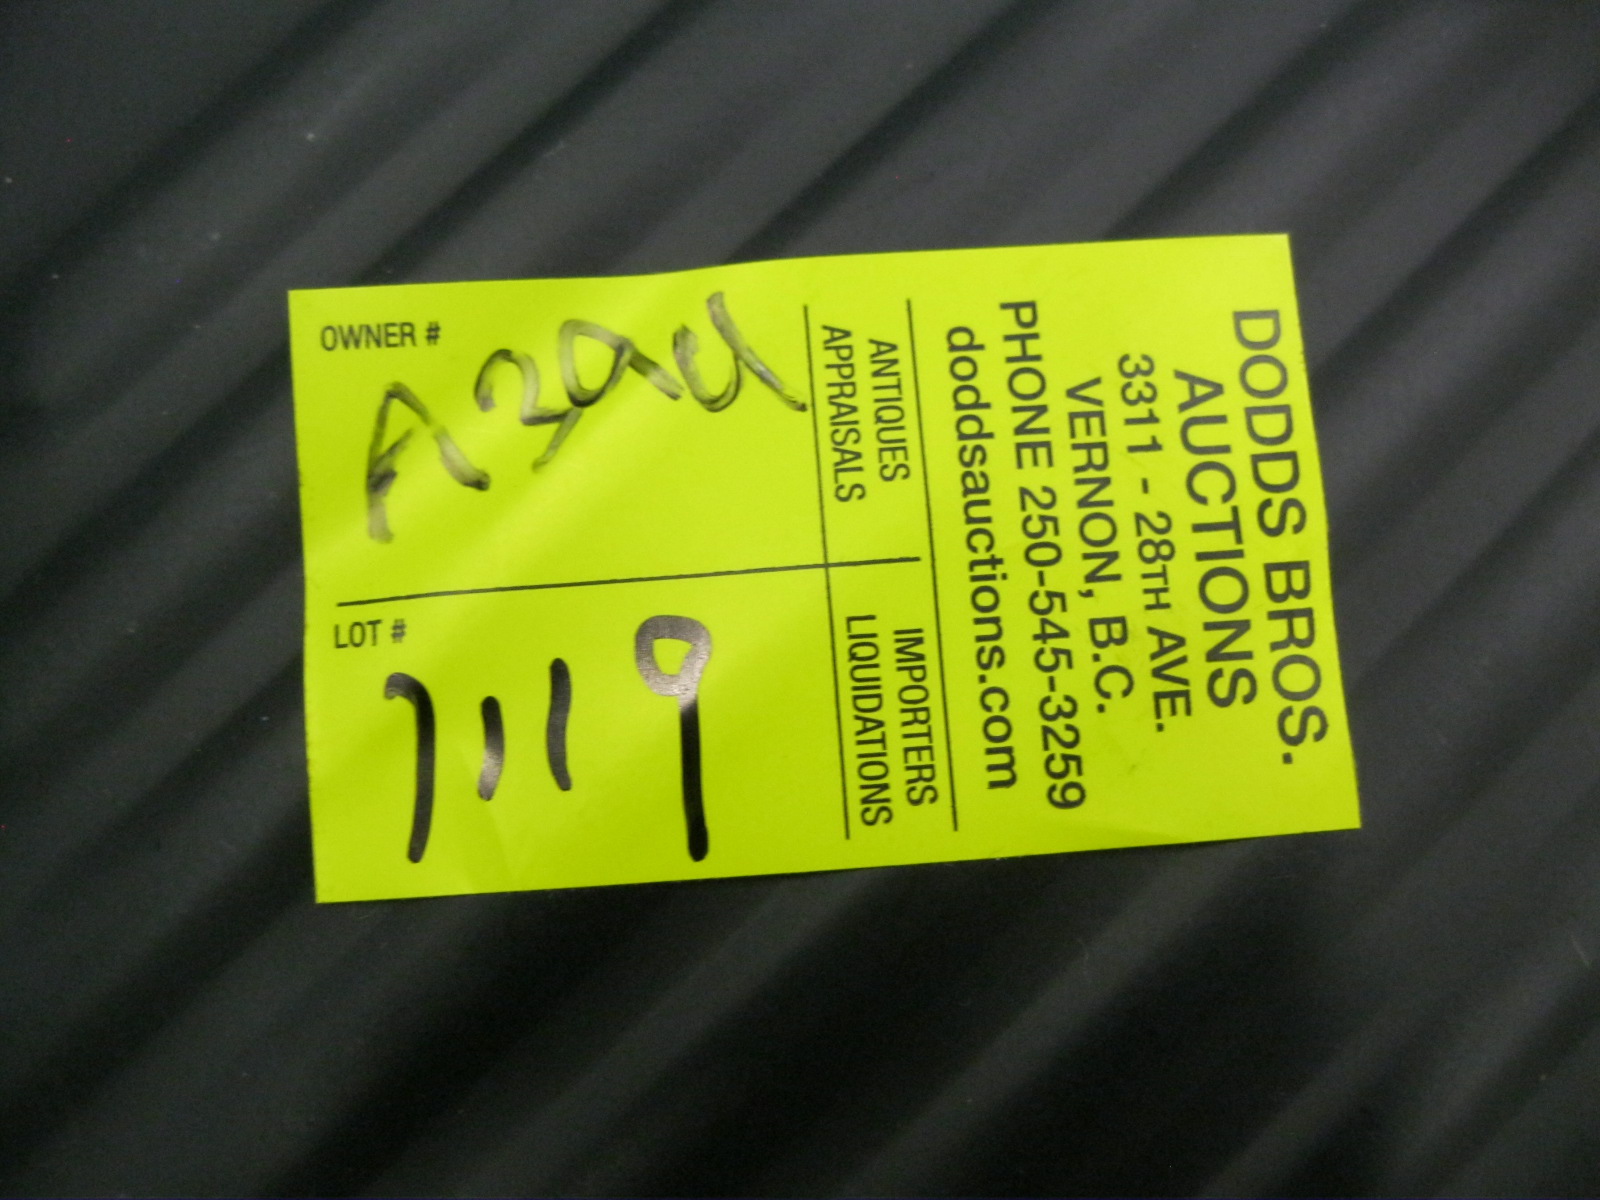 DODDS BROS.
AUCTIONS
3311 - 28TH AVE.
VERNON, B.C.
PHONE 250-545-3259
doddsauctions.com
ANTIQUES
APPRAISALS
IMPORTERS
LIQUIDATIONS
OWNER #
LOT #
7119